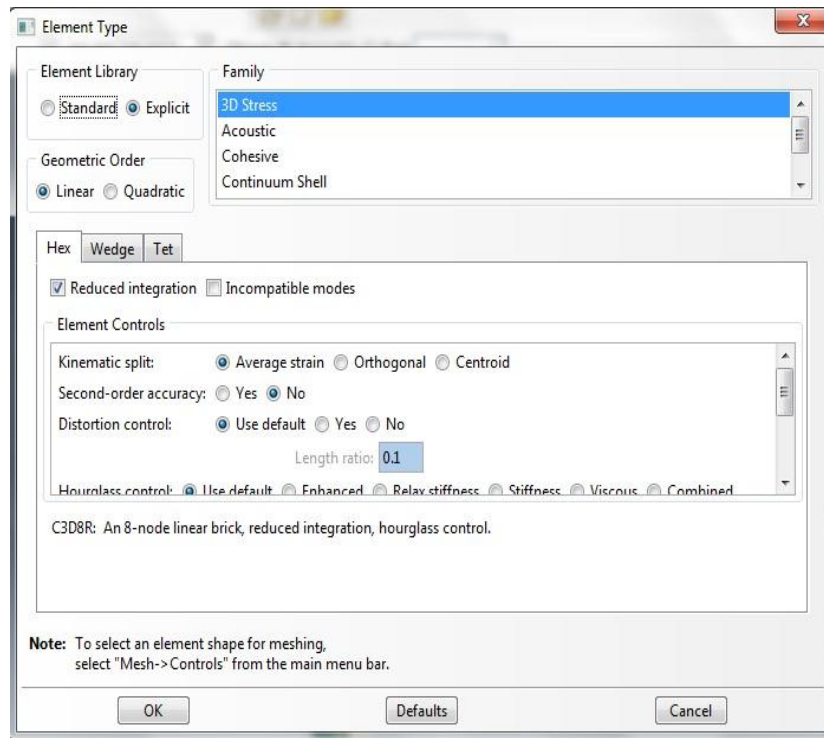 Element Type
Element Library
Family
Standard Explicit
3D Stress
Acoustic
Cohesive
Continuum Shell
Geometric Order
Linear Quadratic
Hex Wedge Tet
Reduced integration Incompatible modes
Element Controls
Kinematic split: Average strain Orthogonal Centroid
Second-order accuracy: Yes No
Distortion control: Use default Yes No
Length ratio: 0.1
Hourglass control: Use default Enhanced Relax stiffness Stiffness Viscous Combined
C3D8R: An 8-node linear brick, reduced integration, hourglass control.
Note: To select an element shape for meshing,
select "Mesh->Controls" from the main menu bar.
OK Defaults Cancel